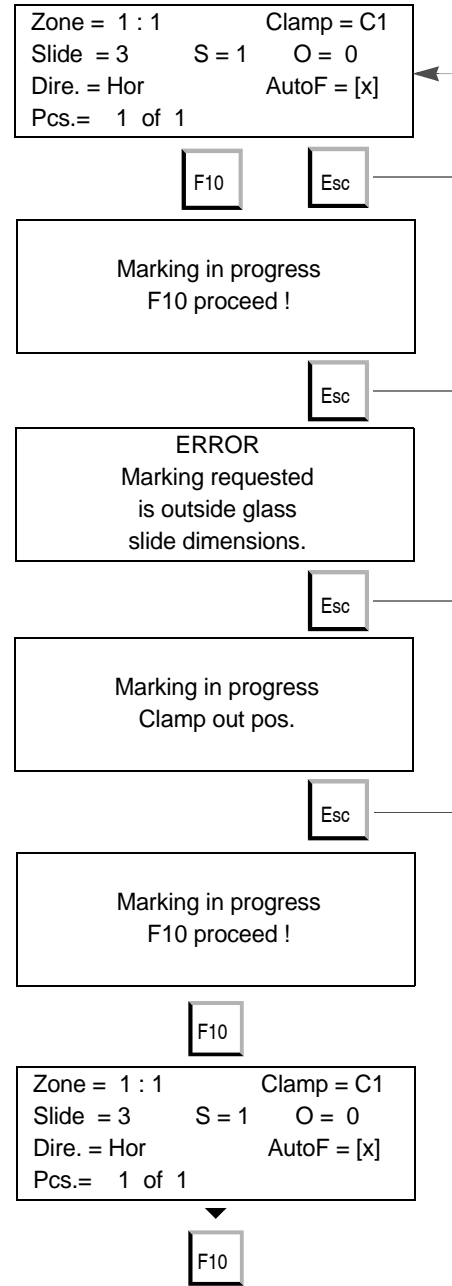 Zone = 1 : 1 Clamp = C1
Slide = 3 S = 1 O = 0
Dire. = Hor AutoF = [x]
Pcs.= 1 of 1
F10 Esc
Marking in progress
F10 proceed !
Esc
ERROR
Marking requested
is outside glass
slide dimensions.
Esc
Marking in progress
Clamp out pos.
Esc
Marking in progress
F10 proceed !
F10
Zone = 1 : 1 Clamp = C1
Slide = 3 S = 1 O = 0
Dire. = Hor AutoF = [x]
Pcs.= 1 of 1
F10